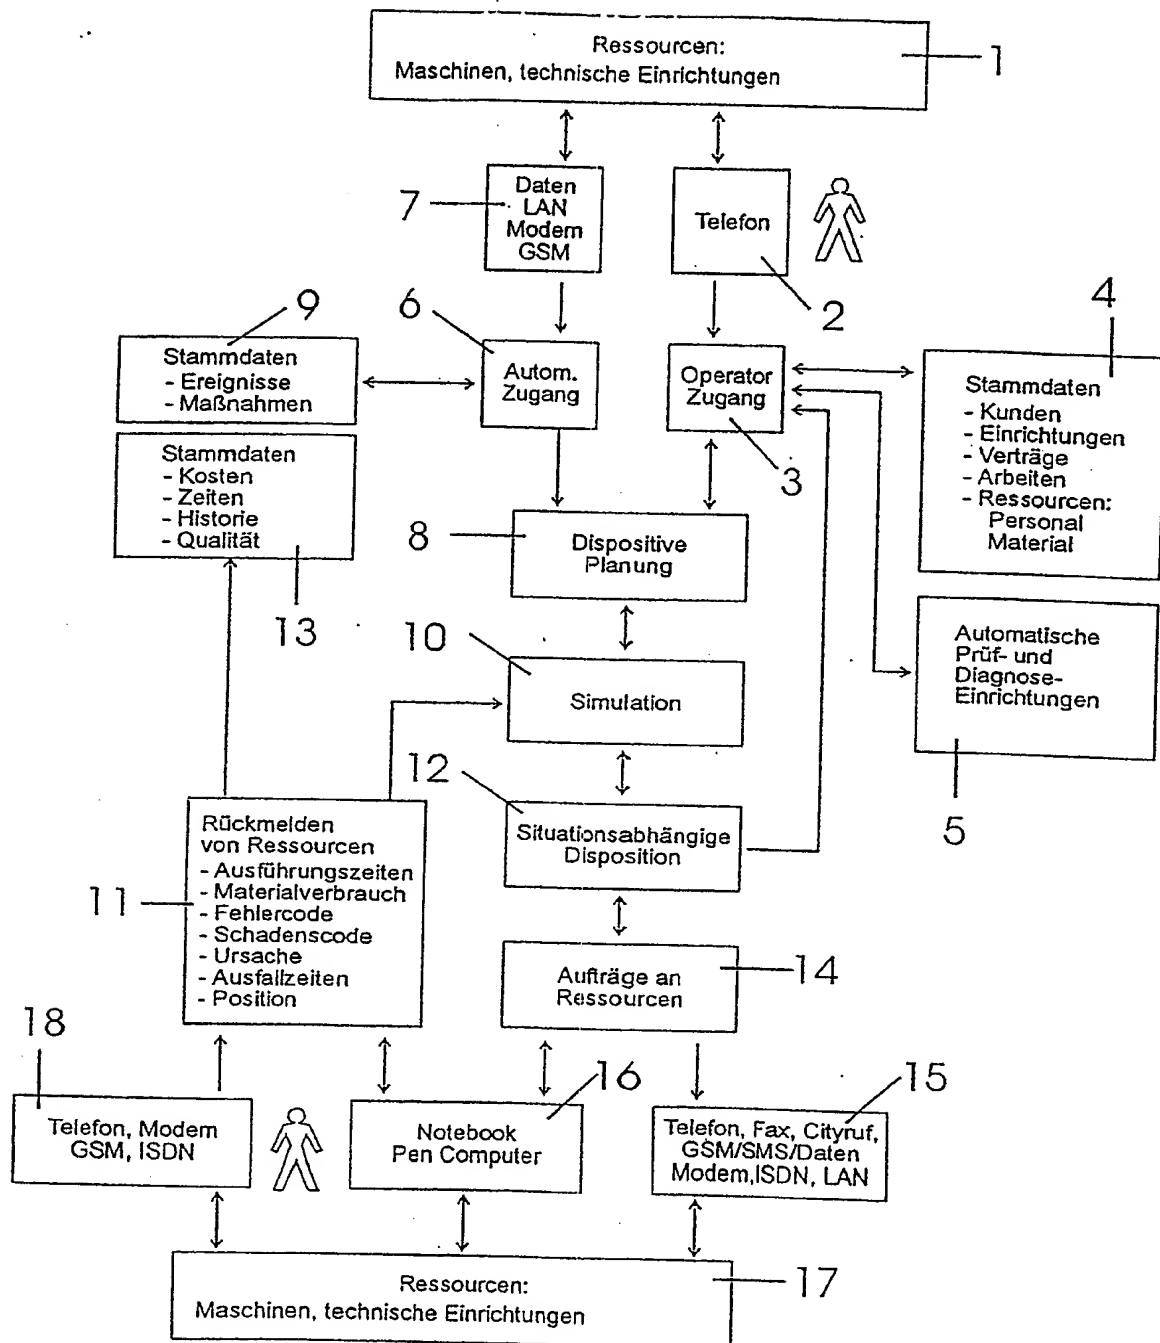 Ressourcen:
Maschinen, technische Einrichtungen
1
7
Daten
LAN
Modem
GSM
Telefon
2
9
6
4
Stammdaten
- Ereignisse
- Maßnahmen
Autom.
Zugang
Operator
Zugang
3
Stammdaten
- Kunden
- Einrichtungen
- Verträge
- Arbeiten
- Ressourcen:
Personal
Material
Stammdaten
- Kosten
- Zeiten
- Historie
- Qualität
13
8
Dispositive
Planung
10
Simulation
Automatische
Prüf- und
Diagnose-
Einrichtungen
5
12
Situationsabhängige
Disposition
11
Rückmelden
von Ressourcen
- Ausführungszeiten
- Materialverbrauch
- Fehlercode
- Schadenscode
- Ursache
- Ausfallzeiten
- Position
Aufträge an
Ressourcen
14
18
16
15
Telefon, Modem
GSM, ISDN
Notebook
Pen Computer
Telefon, Fax, Cityruf,
GSM/SMS/Daten
Modem,ISDN, LAN
Ressourcen:
Maschinen, technische Einrichtungen
17